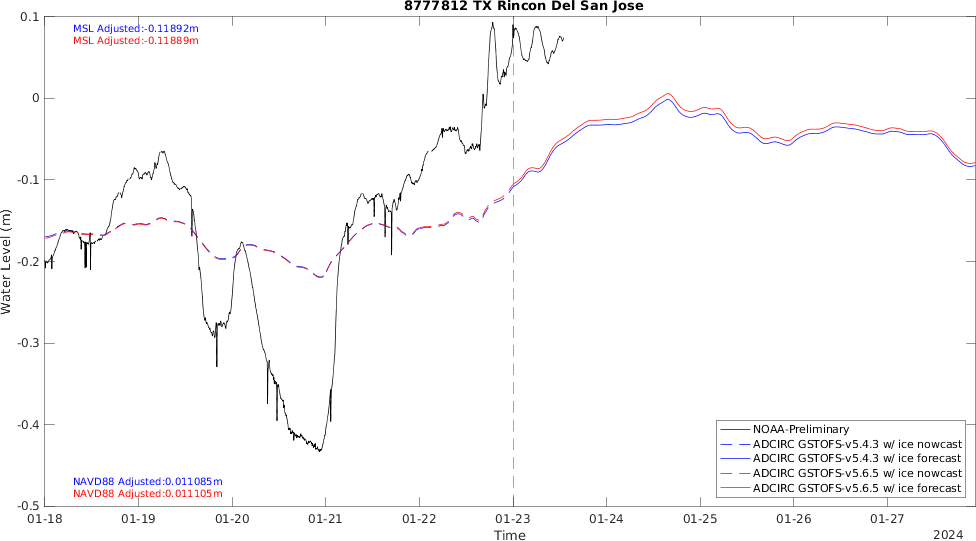 8777812 TX Rincon Del San Jose
MSL Adjusted:-0.11892m
MSL Adjusted:-0.11889m
Water Level (m)
0.1
0
-0.1
-0.2
-0.3
-0.4
-0.5
NAVD88 Adjusted:0.011085m
NAVD88 Adjusted:0.011105m
NOAA-Preliminary
ADCIRC GSTOFS-v5.4.3 w/ ice nowcast
ADCIRC GSTOFS-v5.4.3 w/ ice forecast
ADCIRC GSTOFS-v5.6.5 w/ ice nowcast
ADCIRC GSTOFS-v5.6.5 w/ ice forecast
01-18 01-19 01-20 01-21 01-22 01-23 01-24 01-25 01-26 01-27
Time
2024